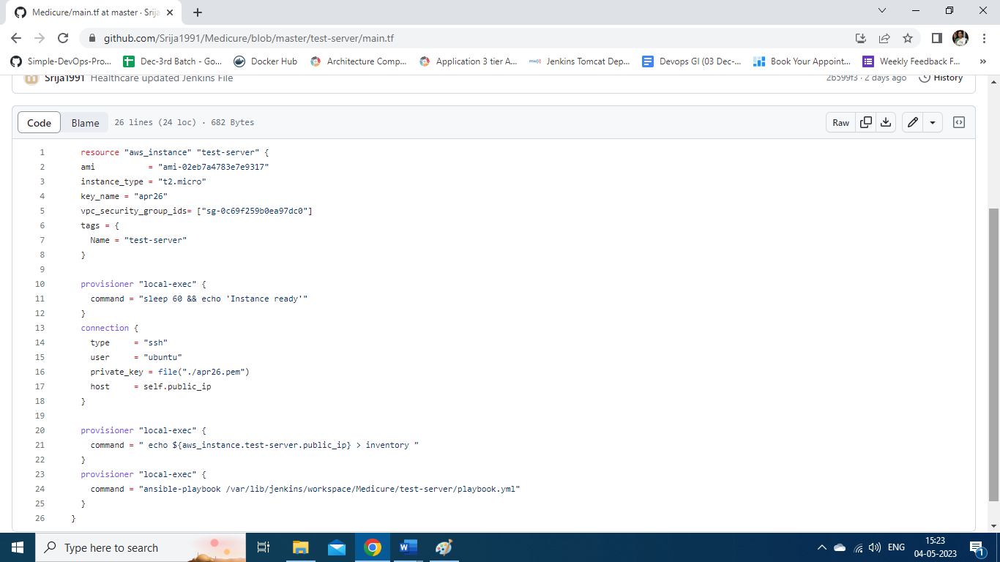 Medicure/main.tf at master · Srija
github.com/Srija1991/Medicure/blob/master/test-server/main.tf
Simple-DevOps-Pro... Dec-3rd Batch - Go... Docker Hub Architecture Comp... Application 3 tier A... Jenkins Tomcat Dep... Devops GI (03 Dec-... Book Your Appoint... Weekly Feedback F... »
Srija1991 Healthcare updated Jenkins File 2b599f3 · 2 days ago History
Code Blame 26 lines (24 loc) · 682 Bytes Raw
1 resource "aws_instance" "test-server" {
2 ami           = "ami-02eb7a4783e7e9317"
3 instance_type = "t2.micro"
4 key_name = "apr26"
5 vpc_security_group_ids= ["sg-0c69f259b0ea97dc0"]
6 tags = {
7   Name = "test-server"
8 }
9
10 provisioner "local-exec" {
11   command = "sleep 60 && echo 'Instance ready'"
12 }
13 connection {
14   type     = "ssh"
15   user     = "ubuntu"
16   private_key = file("./apr26.pem")
17   host     = self.public_ip
18 }
19
20 provisioner "local-exec" {
21   command = " echo ${aws_instance.test-server.public_ip} > inventory "
22 }
23 provisioner "local-exec" {
24   command = "ansible-playbook /var/lib/jenkins/workspace/Medicure/test-server/playbook.yml"
25 }
26 }
Type here to search
ENG
15:23
04-05-2023
1